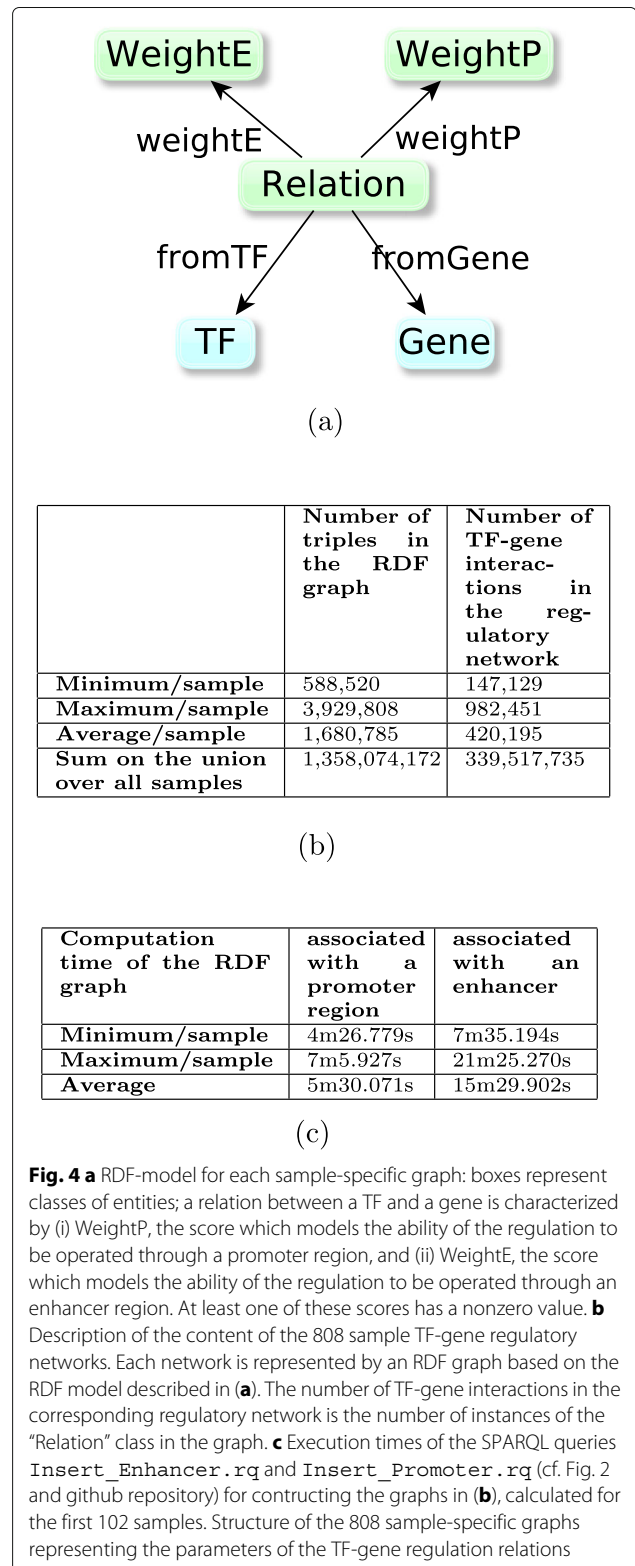 WeightE WeightP
weightE weightP
Relation
fromTF fromGene
TF Gene
(a)
Number of Number of
triples in TF-gene
the RDF interac-
graph tions in
the reg-
ulatory
network
Minimum/sample 588,520 147,129
Maximum/sample 3,929,808 982,451
Average/sample 1,680,785 420,195
Sum on the union 1,358,074,172 339,517,735
over all samples
(b)
Computation associated associated
time of the RDF with a with an
graph promoter enhancer
region
Minimum/sample 4m26.779s 7m35.194s
Maximum/sample 7m5.927s 21m25.270s
Average 5m30.071s 15m29.902s
(c)
Fig. 4 a RDF-model for each sample-specific graph: boxes represent
classes of entities; a relation between a TF and a gene is characterized
by (i) WeightP, the score which models the ability of the regulation to
be operated through a promoter region, and (ii) WeightE, the score
which models the ability of the regulation to be operated through an
enhancer region. At least one of these scores has a nonzero value. b
Description of the content of the 808 sample TF-gene regulatory
networks. Each network is represented by an RDF graph based on the
RDF model described in (a). The number of TF-gene interactions in the
corresponding regulatory network is the number of instances of the
“Relation” class in the graph. c Execution times of the SPARQL queries
Insert_Enhancer.rq and Insert_Promoter.rq (cf. Fig. 2
and github repository) for contructing the graphs in (b), calculated for
the first 102 samples. Structure of the 808 sample-specific graphs
representing the parameters of the TF-gene regulation relations